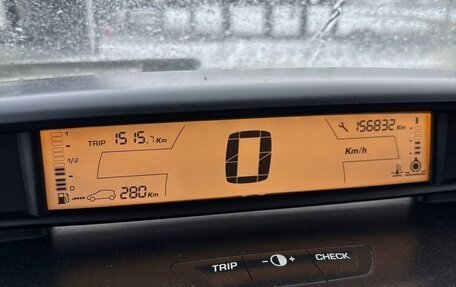 1
TRIP 1515.7 Km
156832 Km
1/2
0
Km/h
0
280 Km
TRIP
- +
CHECK